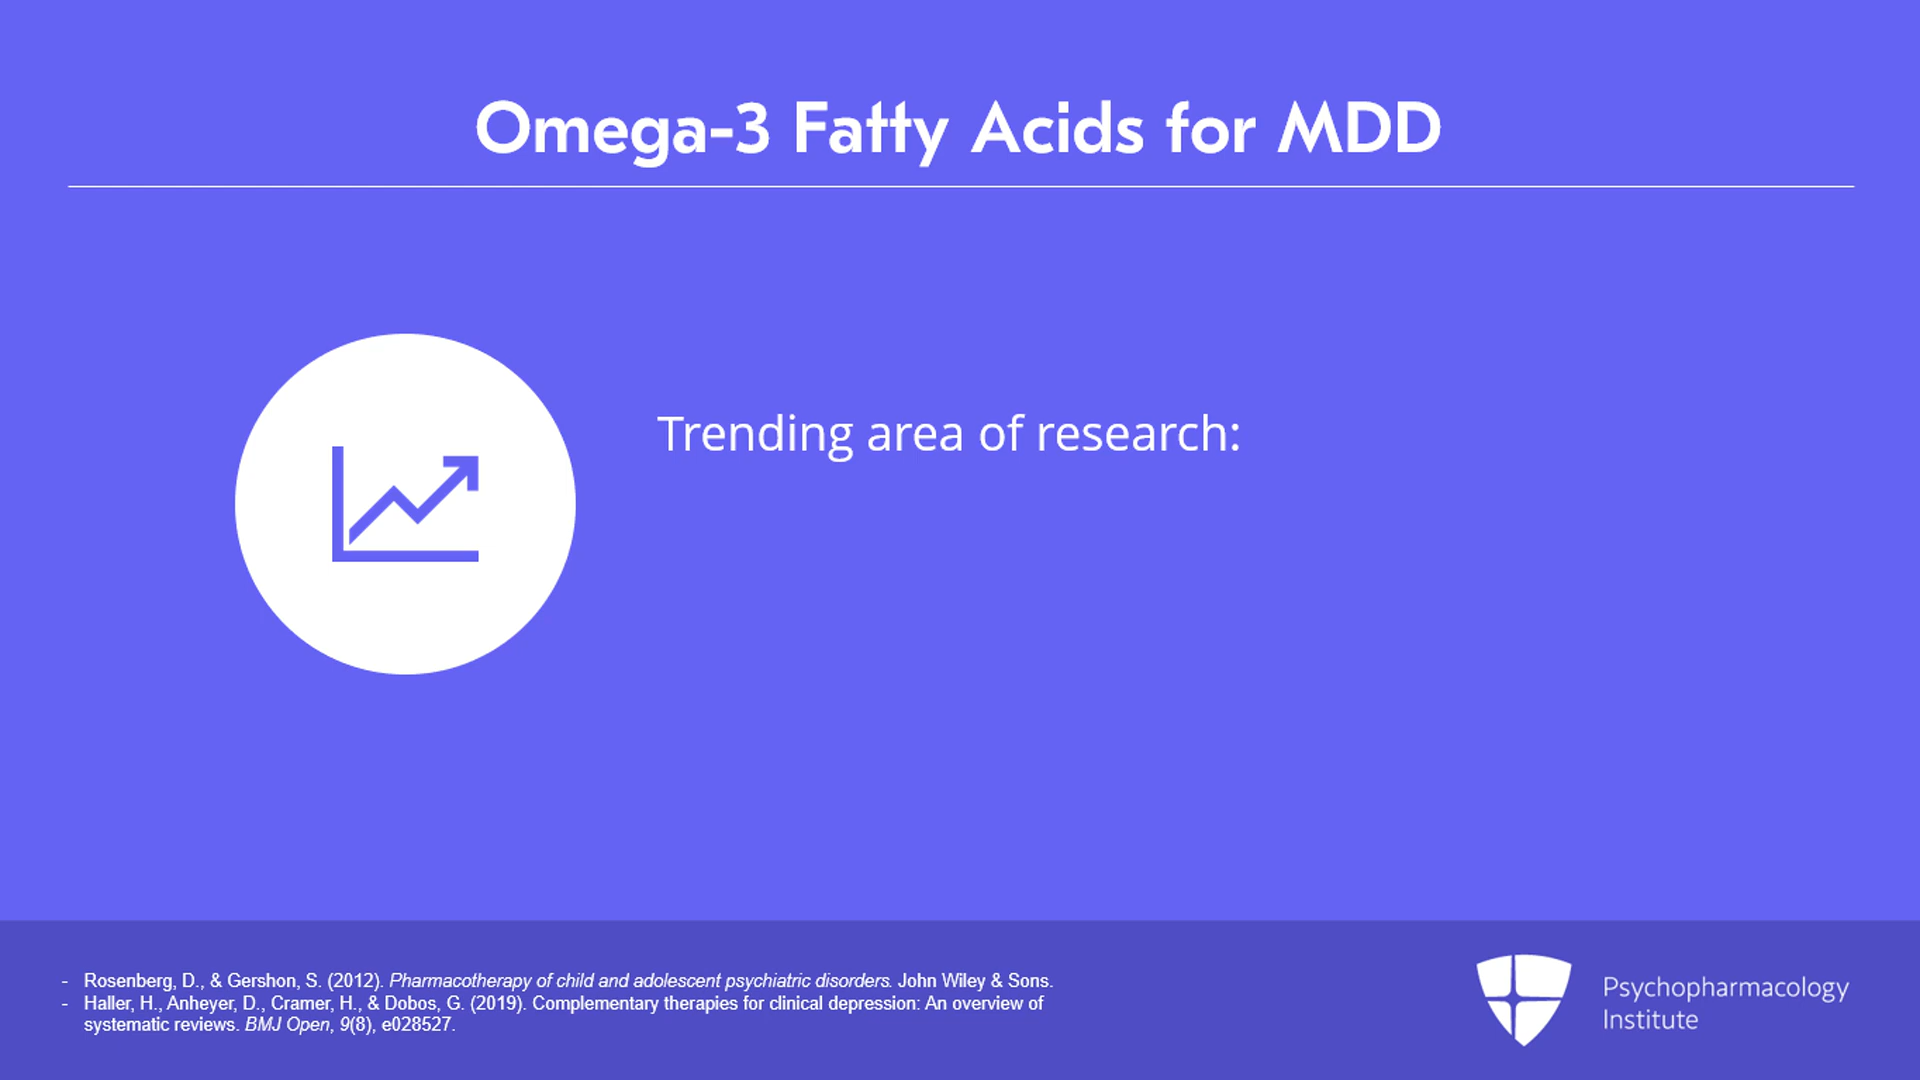 Omega-3 Fatty Acids for MDD
Trending area of research:
- Rosenberg, D., & Gershon, S. (2012). Pharmacotherapy of child and adolescent psychiatric disorders. John Wiley & Sons.
- Haller, H., Anheyer, D., Cramer, H., & Dobos, G. (2019). Complementary therapies for clinical depression: An overview of
systematic reviews. BMJ Open, 9(8), e028527.
Psychopharmacology
Institute